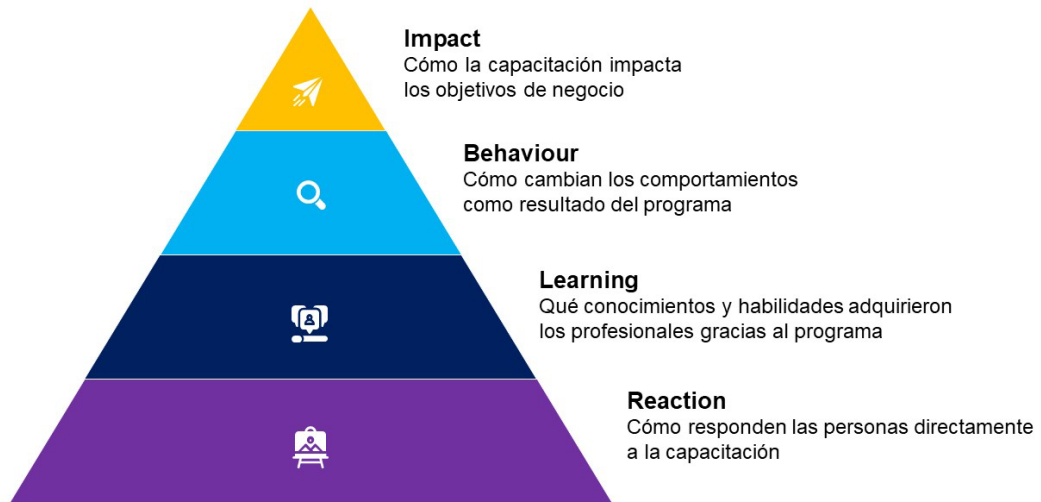 Impact
Cómo la capacitación impacta
los objetivos de negocio
Behaviour
Cómo cambian los comportamientos
como resultado del programa
Learning
Qué conocimientos y habilidades adquirieron
los profesionales gracias al programa
Reaction
Cómo responden las personas directamente
a la capacitación